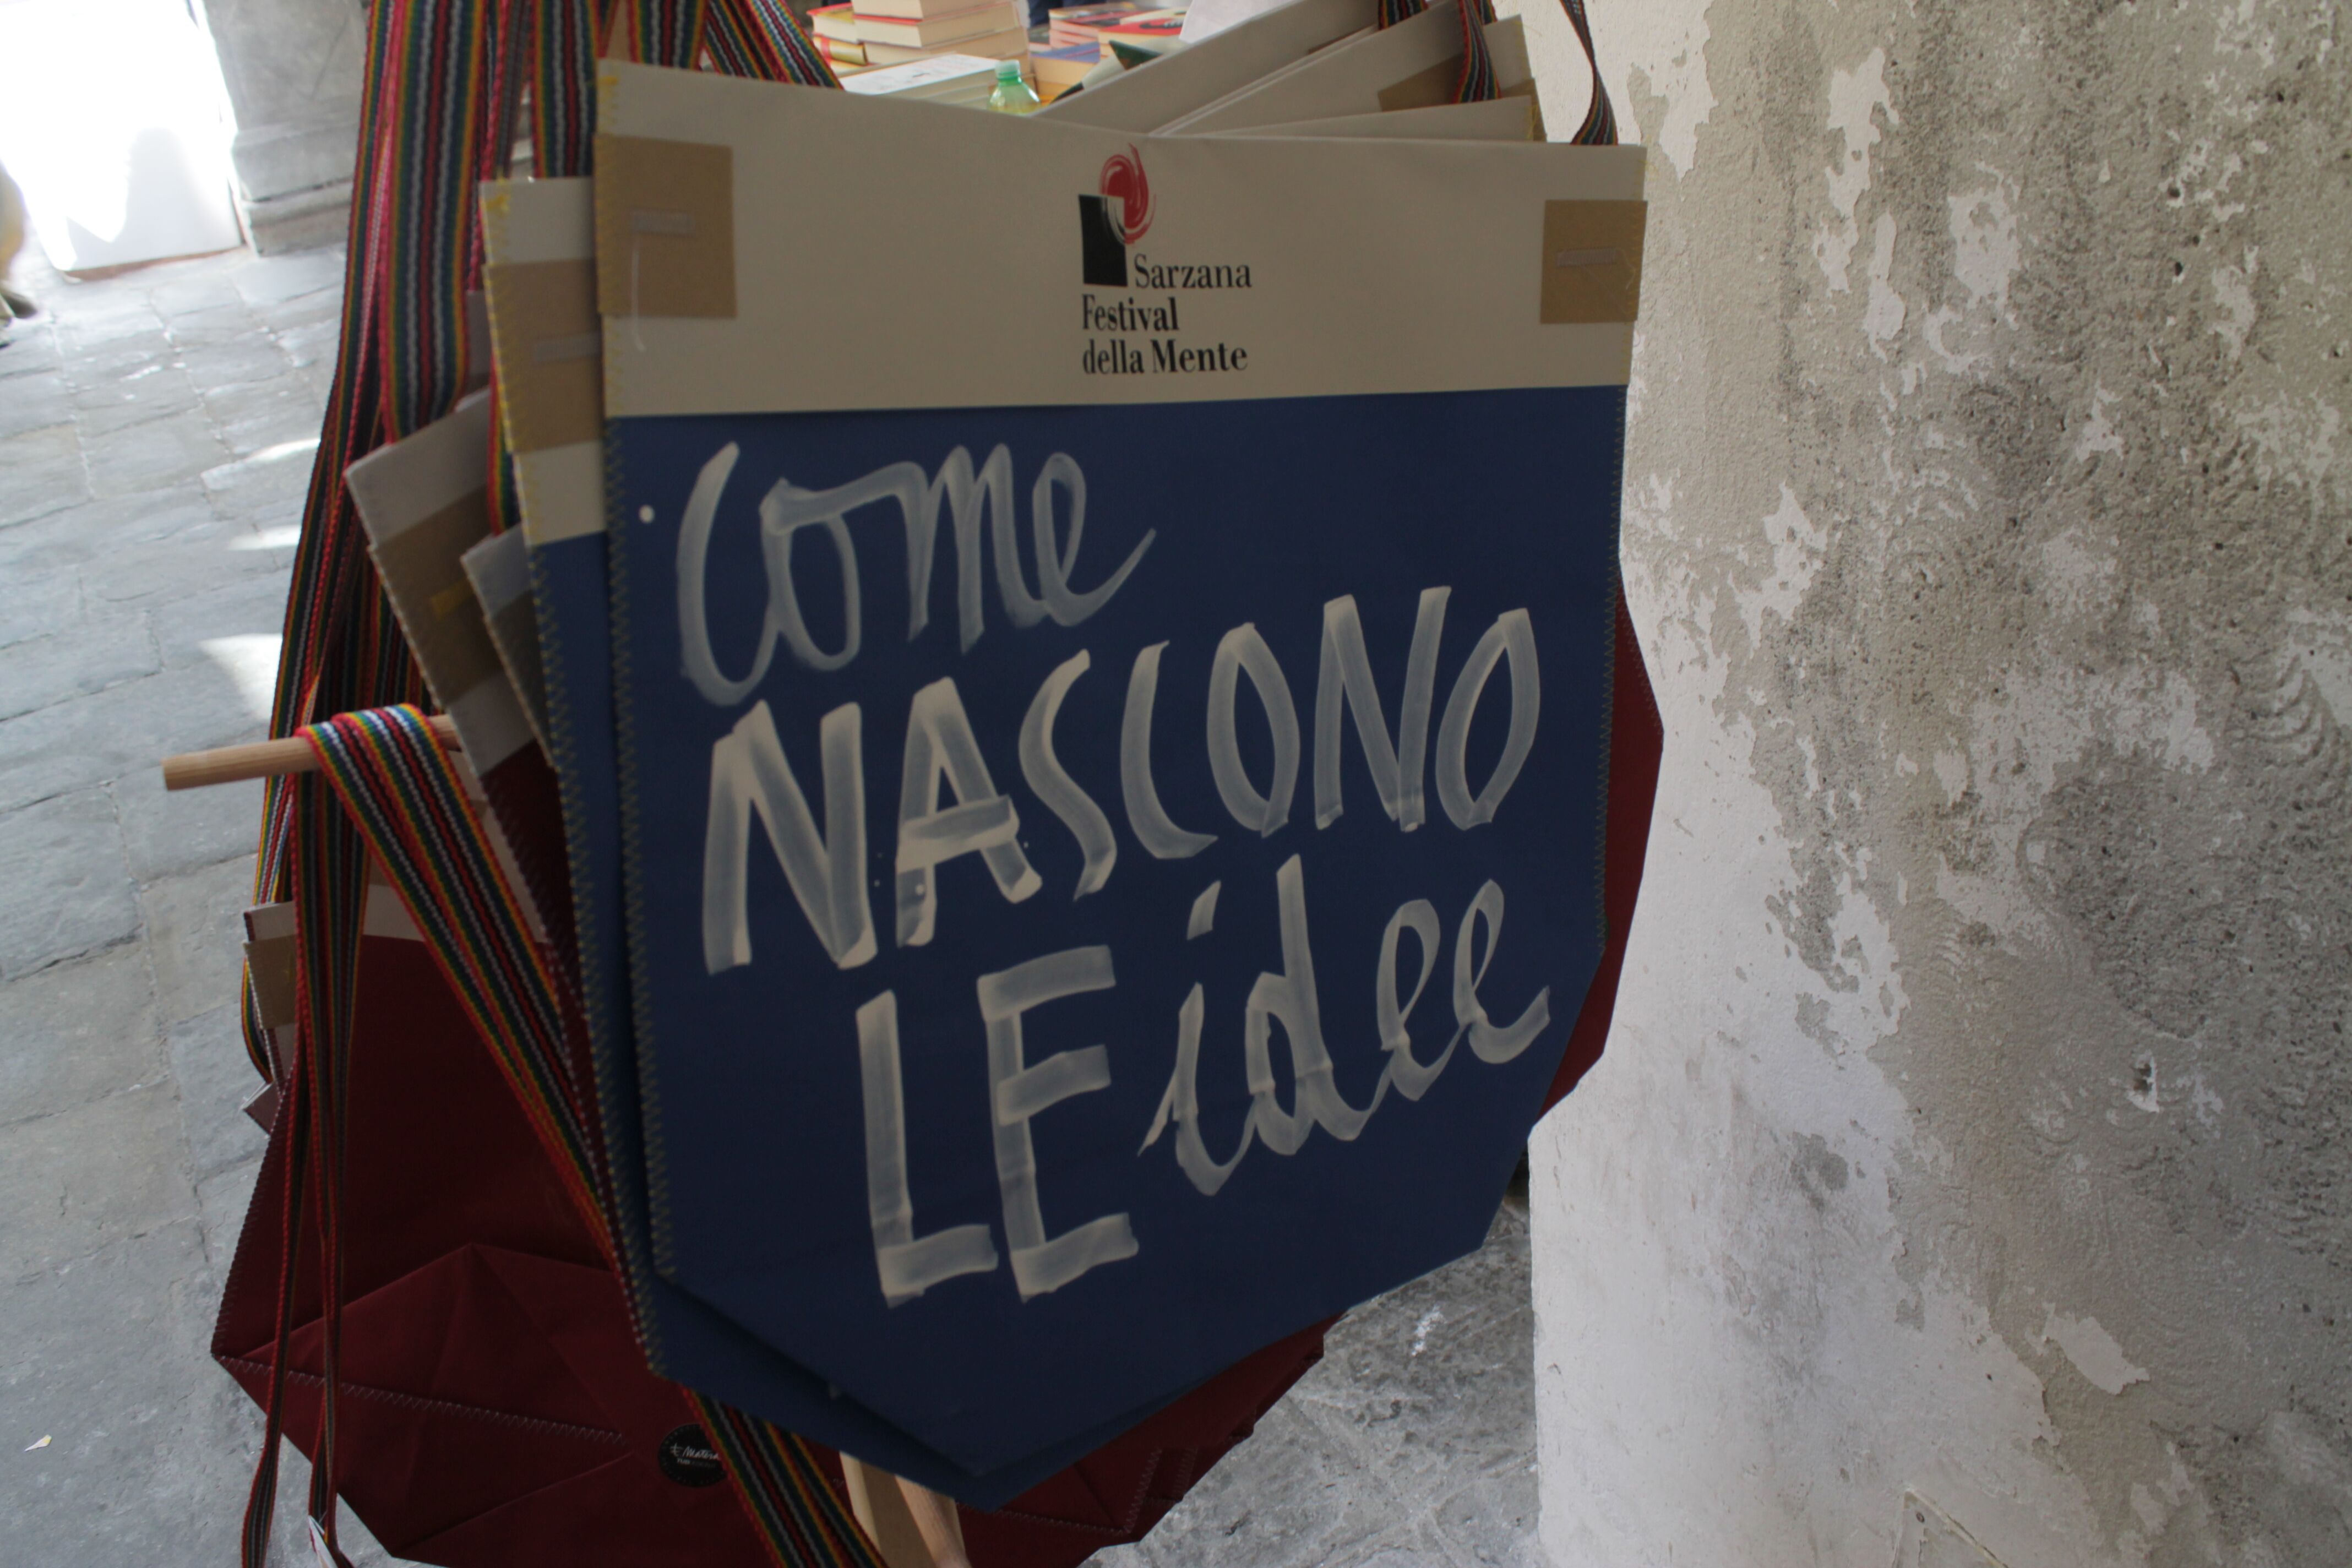 Sarzana
Festival
della Mente
come
NASCONO
LE idee